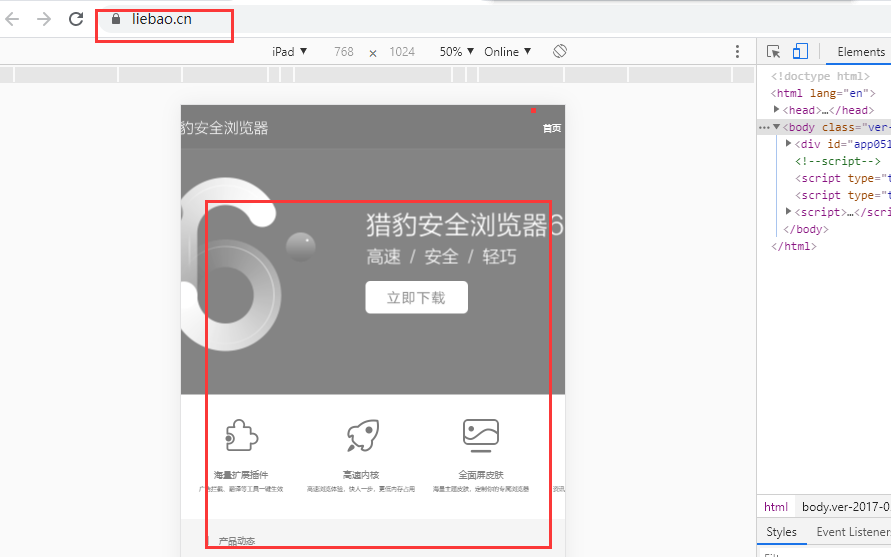 liebao.cn
iPad ▼ 768 × 1024 50% ▼ Online ▼
Elements
<!doctype html>
<html lang="en">
<head>…</head>
<body class="ver-
<div id="app051
<!--script-->
<script type="t
<script type="t
<script>…</scri
</body>
</html>
豹安全浏览器
首页
猎豹安全浏览器6
高速 / 安全 / 轻巧
立即下载
海量扩展插件
高速内核
全面屏皮肤
广告拦截、翻译等工具一键生效
高速浏览体验，快人一步，更低内存占用
海量主题皮肤，定制你的专属浏览器
资讯
产品动态
html body.ver-2017-0
Styles Event Listener
Filter